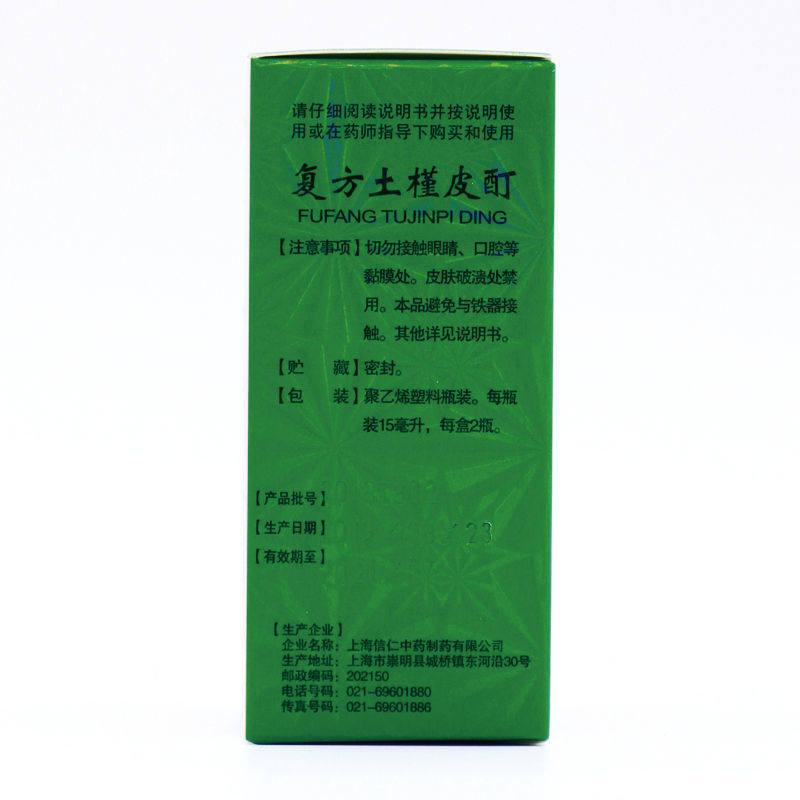 请仔细阅读说明书并按说明使
用或在药师指导下购买和使用
复方土槿皮酊
FUFANG TUJINPI DING
【注意事项】切勿接触眼睛、口腔等
黏膜处。皮肤破溃处禁
用。本品避免与铁器接
触。其他详见说明书。
【贮 藏】密封。
【包 装】聚乙烯塑料瓶装。每瓶
装15毫升，每盒2瓶。
【产品批号】
【生产日期】
【有效期至】
【生产企业】
企业名称：上海信仁中药制药有限公司
生产地址：上海市崇明县城桥镇东河沿30号
邮政编码：202150
电话号码：021-69601880
传真号码：021-69601886